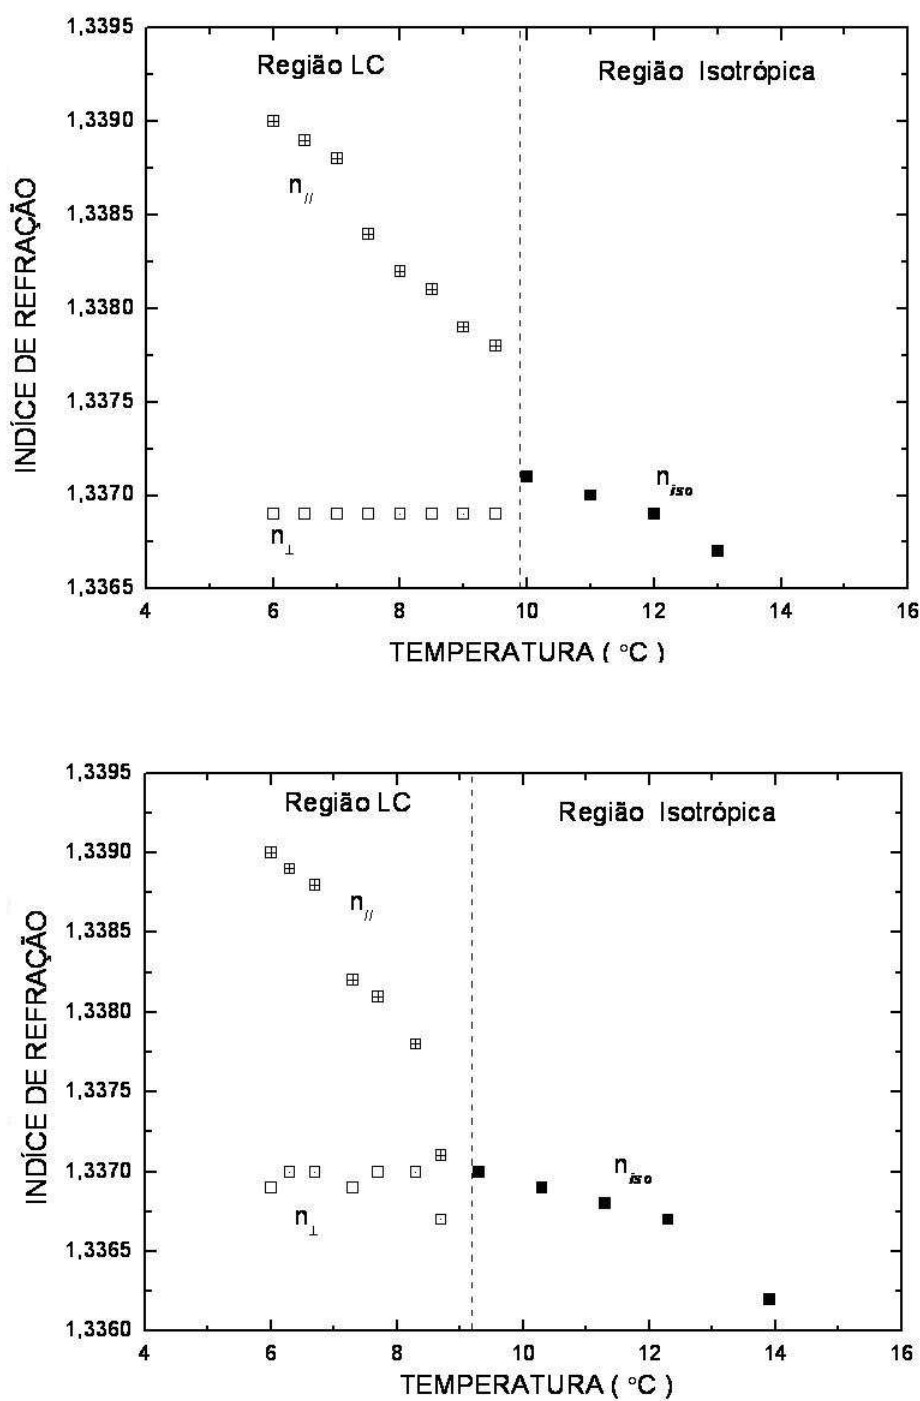 1,3395
Região LC
Região Isotrópica
1,3390
n//
1,3385
1,3380
1,3375
niso
1,3370
n⊥
1,3365
4 6 8 10 12 14 16
TEMPERATURA ( °C )
INDÍCE DE REFRAÇÃO
1,3395
Região LC
Região Isotrópica
1,3390
n//
1,3385
1,3380
1,3375
1,3370
niso
n⊥
1,3365
1,3360
4 6 8 10 12 14 16
TEMPERATURA ( °C )
INDÍCE DE REFRAÇÃO